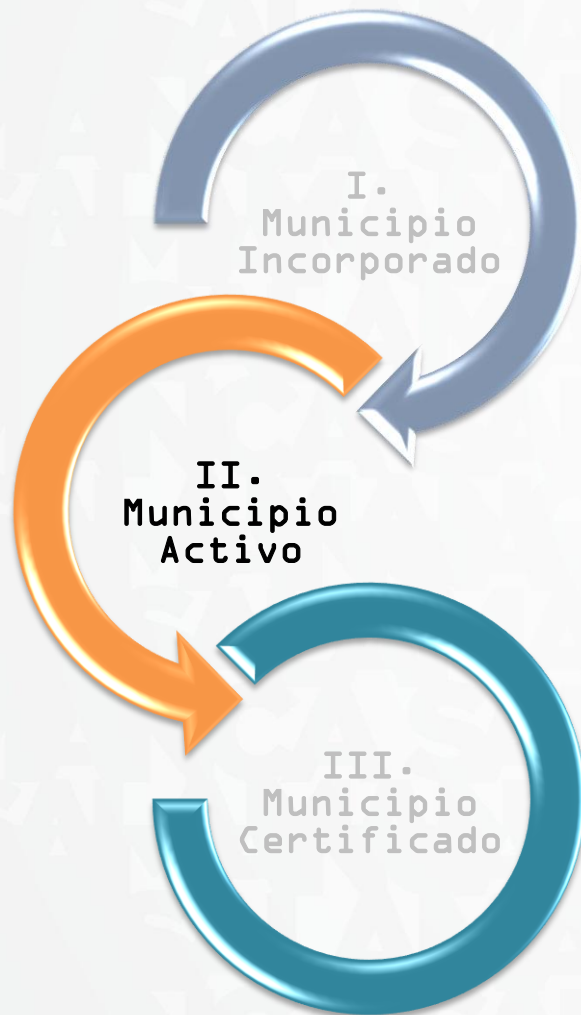 I.
Municipio
Incorporado
II.
Municipio
Activo
III.
Municipio
Certificado